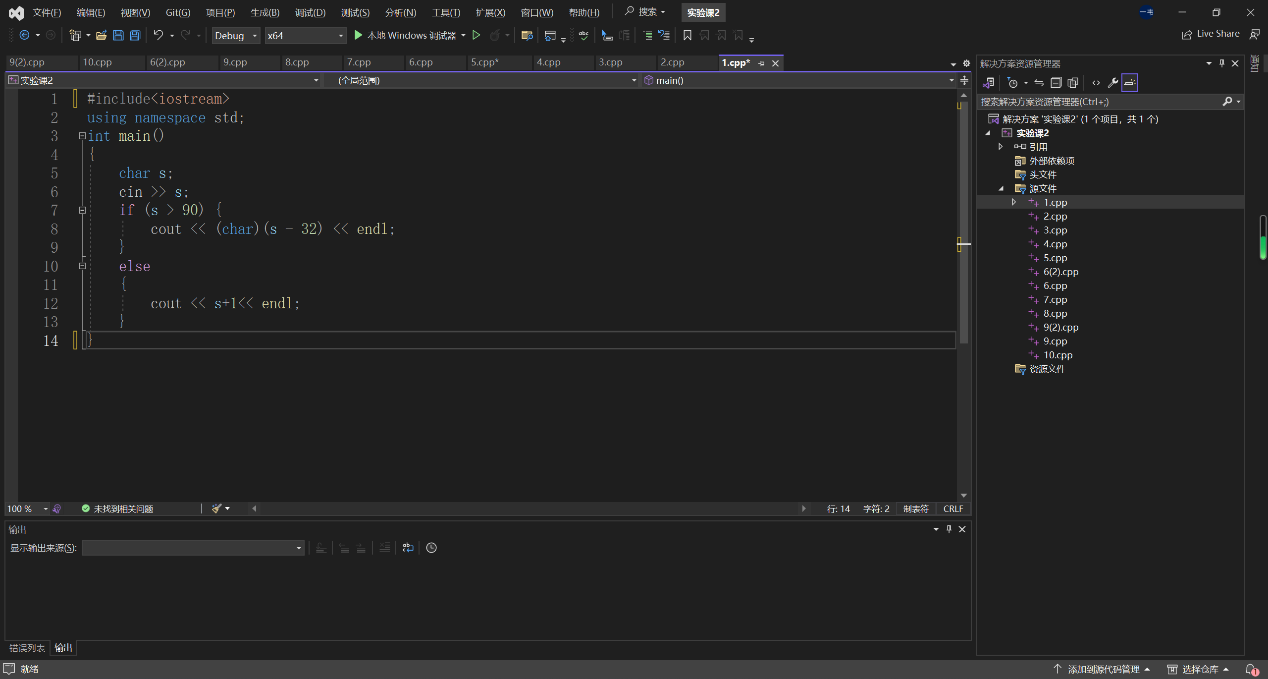 文件(F) 编辑(E) 视图(V) Git(G) 项目(P) 生成(B) 调试(D) 测试(S) 分析(N) 工具(T) 扩展(X) 窗口(W) 帮助(H) 搜索 实验课2
Debug x64 本地 Windows 调试器 Live Share
9(2).cpp 10.cpp 6(2).cpp 9.cpp 8.cpp 7.cpp 6.cpp 5.cpp* 4.cpp 3.cpp 2.cpp 1.cpp*
实验课2 (全局范围) main()
1 #include<iostream>
2 using namespace std;
3 int main()
4 {
5 char s;
6 cin >> s;
7 if (s > 90) {
8 cout << (char)(s - 32) << endl;
9 }
10 else
11 {
12 cout << s+1<< endl;
13 }
14 }
100 % 未找到相关问题 行: 14 字符: 2 制表符 CRLF
输出
显示输出来源(S):
错误列表 输出
解决方案资源管理器
搜索解决方案资源管理器(Ctrl+;)
解决方案 '实验课2' (1 个项目, 共 1 个)
实验课2
引用
外部依赖项
头文件
源文件
1.cpp
2.cpp
3.cpp
4.cpp
5.cpp
6(2).cpp
6.cpp
7.cpp
8.cpp
9(2).cpp
9.cpp
10.cpp
资源文件
就绪 添加到源代码管理 选择仓库 1